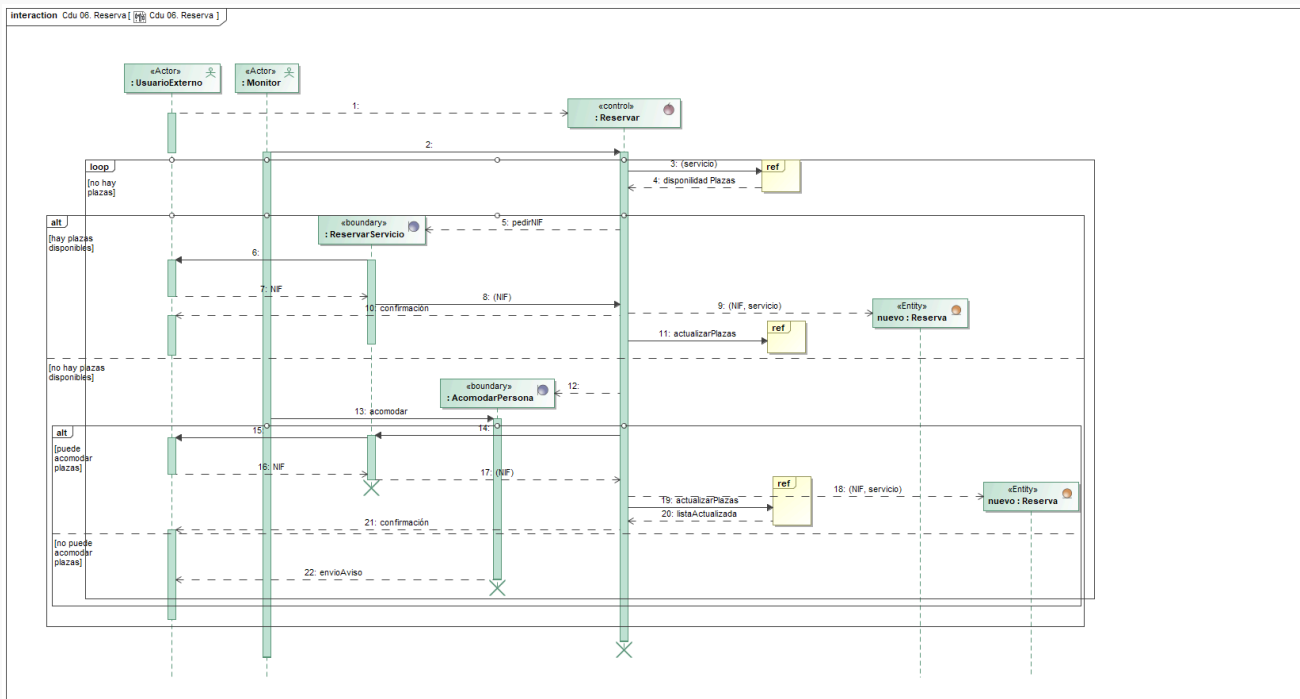 interaction Cdu 06. Reserva [ Cdu 06. Reserva ]
«Actor»
: UsuarioExterno
«Actor»
: Monitor
1:
«control»
: Reservar
2:
loop
[no hay
plazas]
3: (servicio)
ref
4: disponilidad Plazas
alt
[hay plazas
disponibles]
«boundary»
: ReservarServicio
5: pedirNIF
6:
7: NIF
8: (NIF)
9: (NIF, servicio)
«Entity»
nuevo : Reserva
10: confirmación
11: actualizarPlazas
ref
[no hay plazas
disponibles]
«boundary»
: AcomodarPersona
12:
13: acomodar
alt
[puede
acomodar
plazas]
14:
15:
16: NIF
17: (NIF)
18: (NIF, servicio)
«Entity»
nuevo : Reserva
ref
19: actualizarPlazas
20: listaActualizada
21: confirmación
[no puede
acomodar
plazas]
22: envioAviso